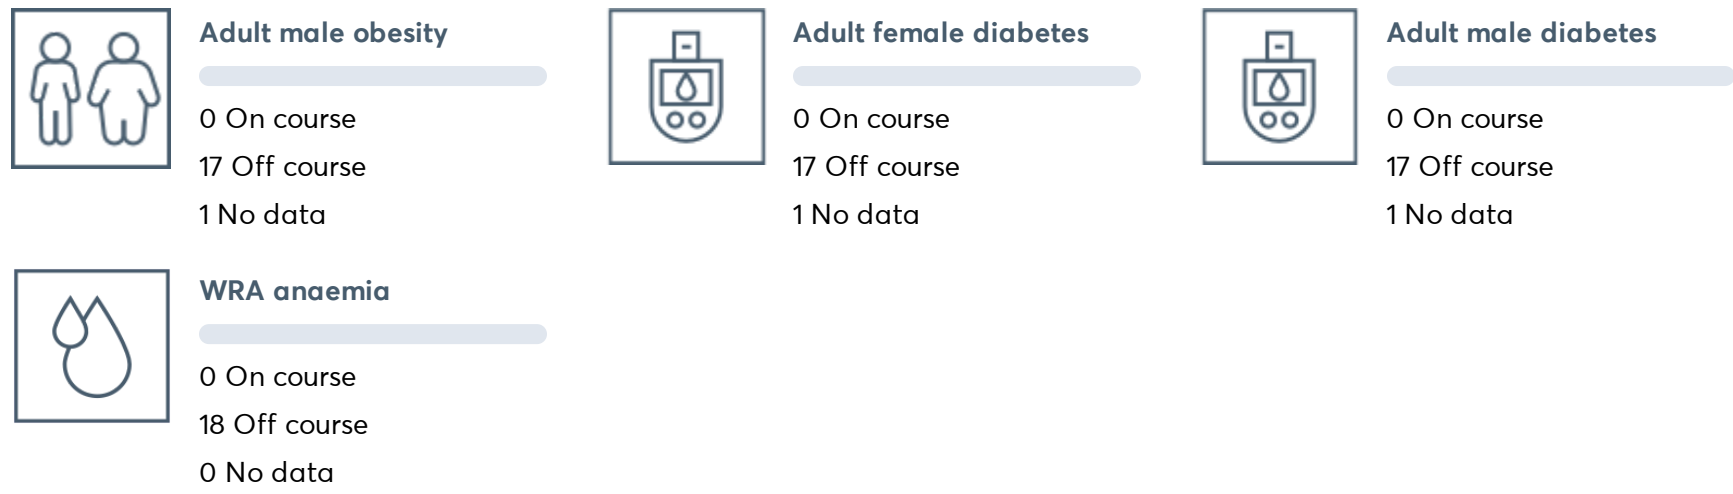 Adult male obesity
0 On course
17 Off course
1 No data
Adult female diabetes
0 On course
17 Off course
1 No data
Adult male diabetes
0 On course
17 Off course
1 No data
WRA anaemia
0 On course
18 Off course
0 No data